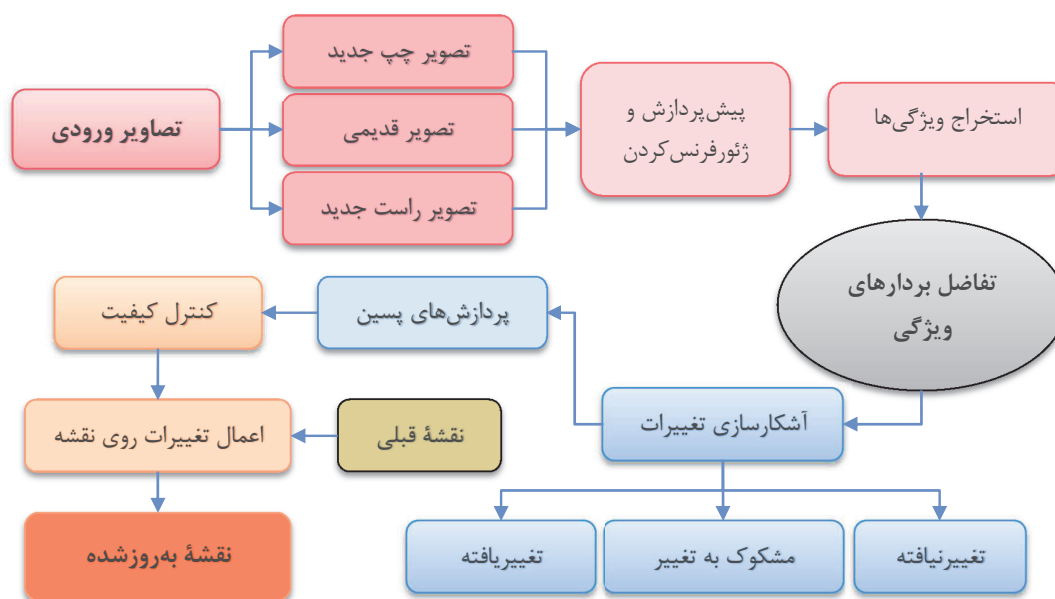 تصاویر ورودی
تصویر چپ جدید
تصویر قدیمی
تصویر راست جدید
پیش‌پردازش و
ژئورفرنس‌کردن
استخراج ویژگی‌ها
تفاضل بردارهای
ویژگی
آشکارسازی تغییرات
تغییرنیافته
مشکوک به تغییر
تغییریافته
پردازش‌های پسین
کنترل کیفیت
نقشهٔ قبلی
اعمال تغییرات روی نقشه
نقشهٔ به‌روزشده